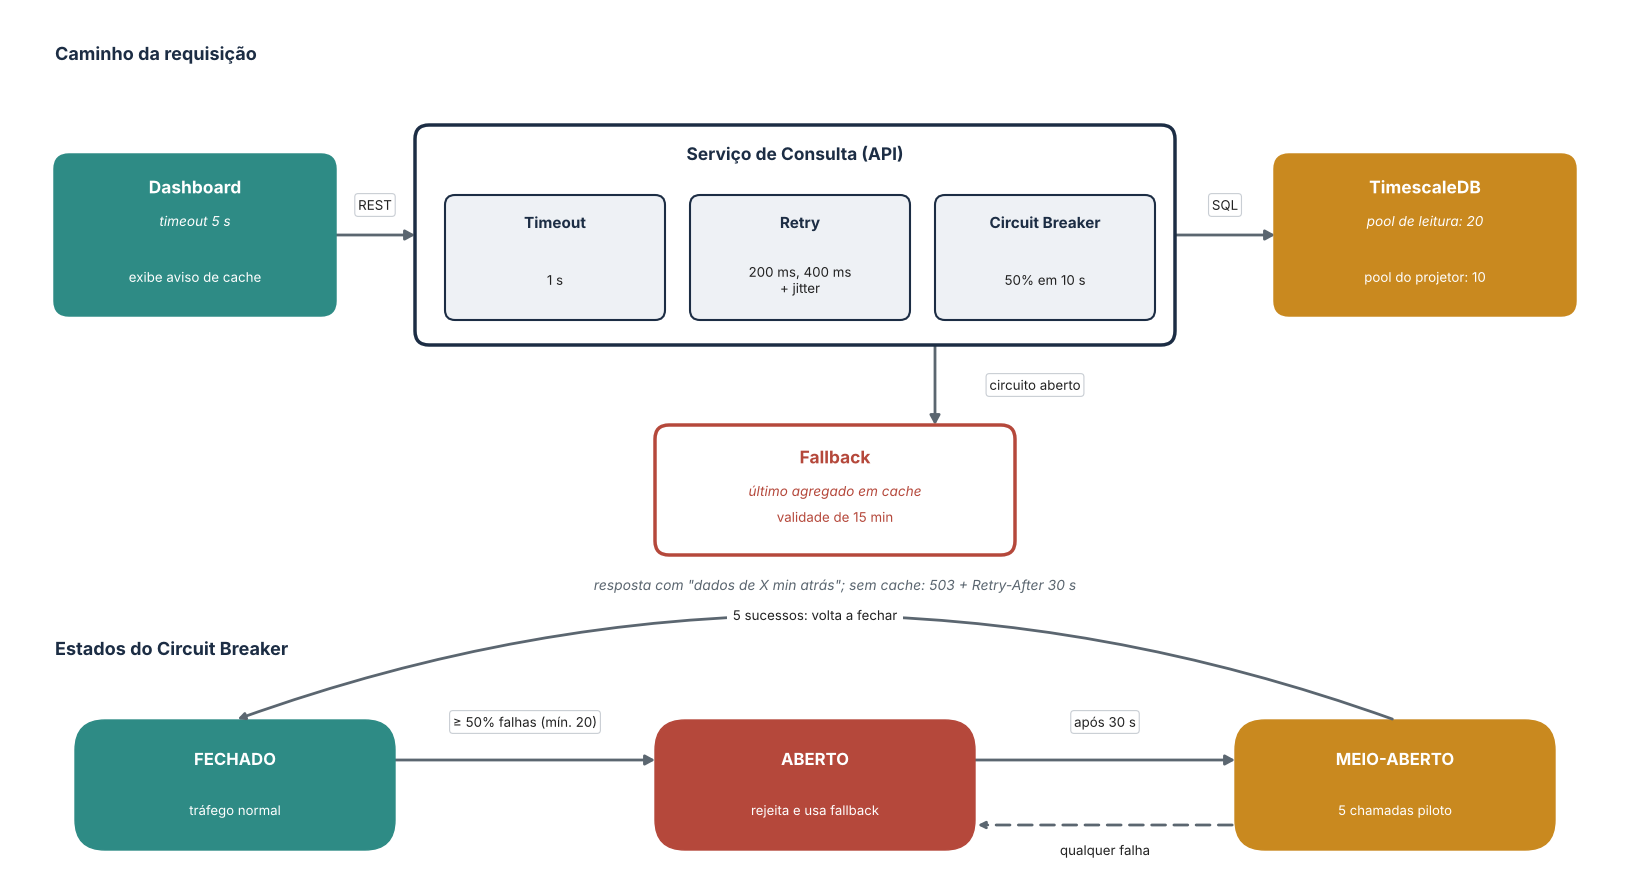 Caminho da requisição
Dashboard
timeout 5 s
exibe aviso de cache
REST
Serviço de Consulta (API)
Timeout
1 s
Retry
200 ms, 400 ms
+ jitter
Circuit Breaker
50% em 10 s
SQL
TimescaleDB
pool de leitura: 20
pool do projetor: 10
circuito aberto
Fallback
último agregado em cache
validade de 15 min
resposta com "dados de X min atrás"; sem cache: 503 + Retry-After 30 s
5 sucessos: volta a fechar
Estados do Circuit Breaker
FECHADO
tráfego normal
≥ 50% falhas (mín. 20)
ABERTO
rejeita e usa fallback
após 30 s
MEIO-ABERTO
5 chamadas piloto
qualquer falha